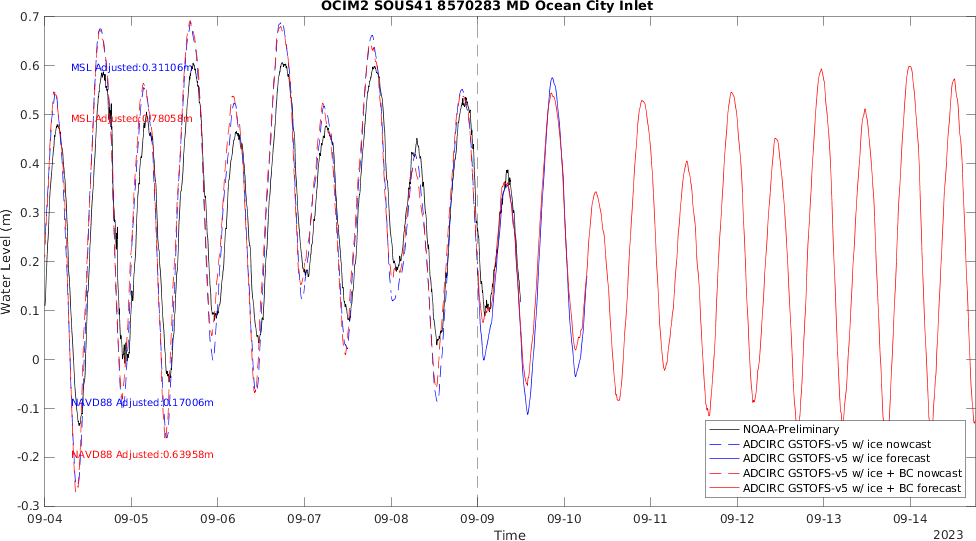 OCIM2 SOUS41 8570283 MD Ocean City Inlet
0.7
0.6
0.5
0.4
0.3
0.2
0.1
0
-0.1
-0.2
-0.3
Water Level (m)
MSL Adjusted:0.31106m
MSL Adjusted:0.78058m
NAVD88 Adjusted:0.17006m
NAVD88 Adjusted:0.63958m
NOAA-Preliminary
ADCIRC GSTOFS-v5 w/ ice nowcast
ADCIRC GSTOFS-v5 w/ ice forecast
ADCIRC GSTOFS-v5 w/ ice + BC nowcast
ADCIRC GSTOFS-v5 w/ ice + BC forecast
09-04 09-05 09-06 09-07 09-08 09-09 09-10 09-11 09-12 09-13 09-14
Time
2023